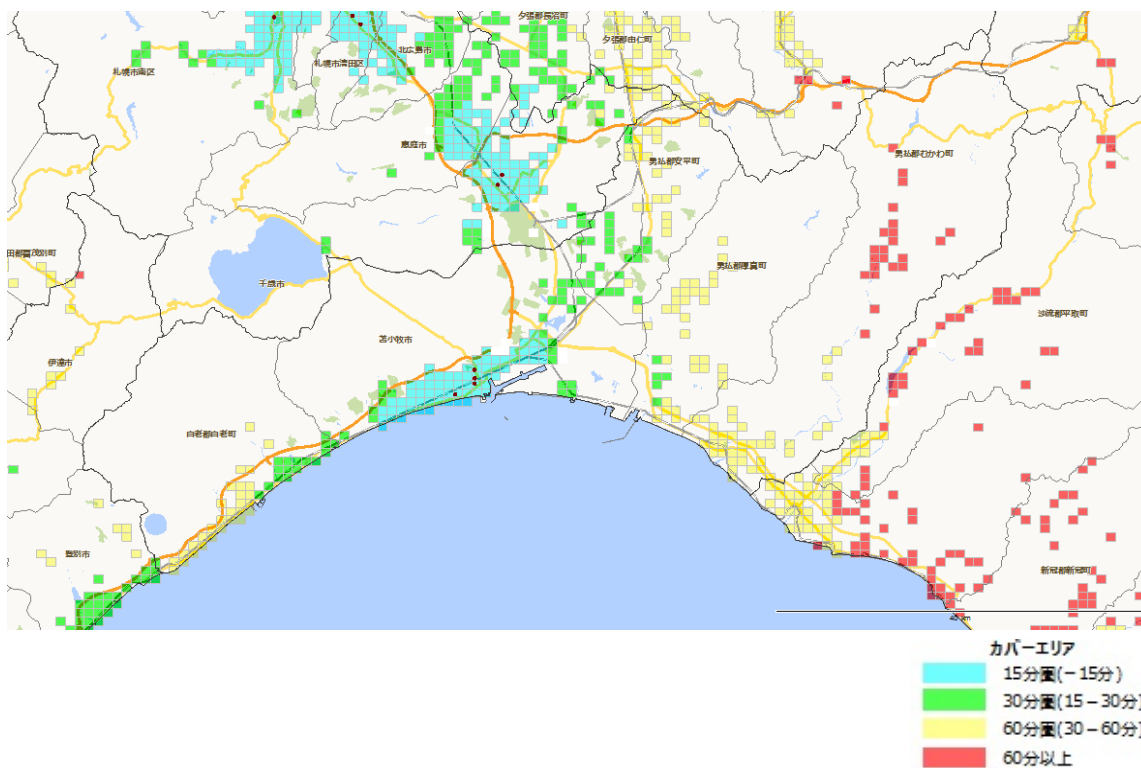 夕張郡長沼町
北広島市
夕張郡由仁町
札幌市南区
札幌市清田区
恵庭市
勇払郡安平町
勇払郡むかわ町
千歳市
勇払郡厚真町
沙流郡平取町
苫小牧市
伊達市
白老郡白老町
登別市
新冠郡新冠町
カバーエリア
15分圏(－15分)
30分圏(15－30分)
60分圏(30－60分)
60分以上